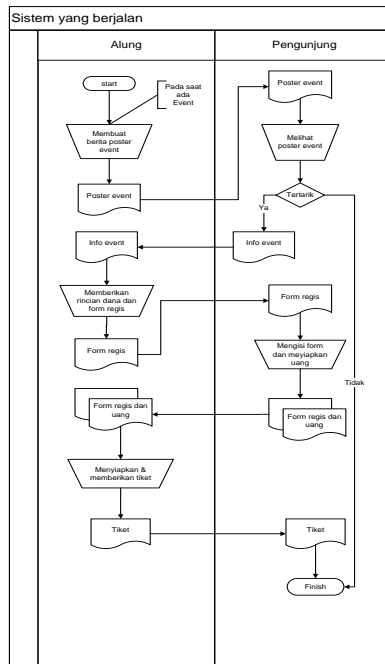 Sistem yang berjalan
Alung
Pengunjung
start
Pada saat
ada
Event
Poster event
Membuat
berita poster
event
Melihat
poster event
Poster event
Tertarik
Ya
Info event
Info event
Memberikan
rincian dana dan
form regis
Form regis
Form regis
Mengisi form
dan meyiapkan
uang
Tidak
Form regis dan
uang
Form regis dan
uang
Menyiapkan &
memberikan tiket
Tiket
Tiket
Finish